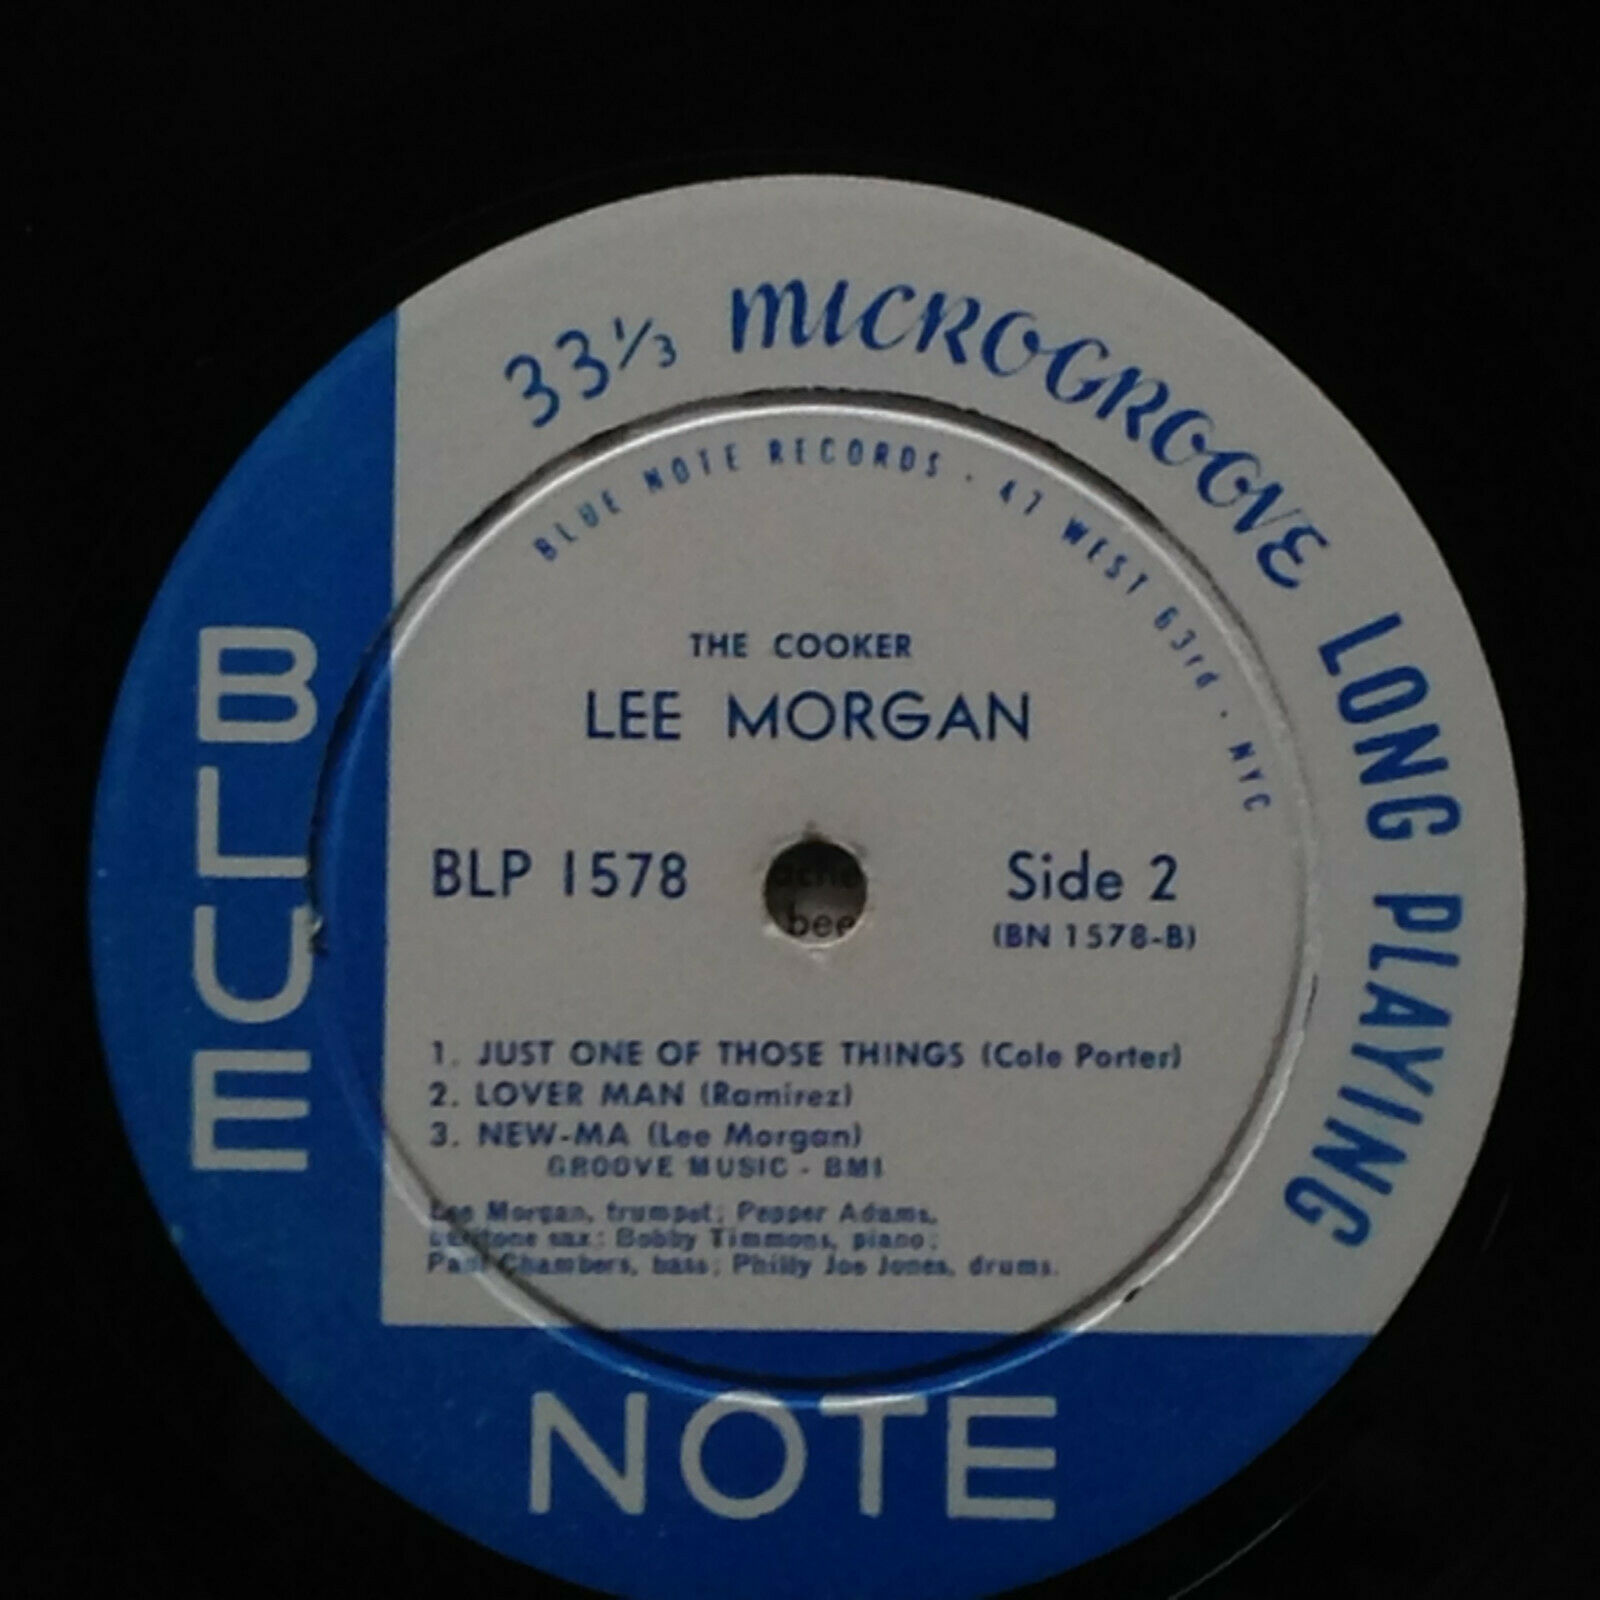 33⅓ MICROGROOVE LONG PLAYING
BLUE NOTE RECORDS · 47 WEST 63rd · NYC
THE COOKER
LEE MORGAN
BLP 1578
Side 2
(BN 1578-B)
1. JUST ONE OF THOSE THINGS (Cole Porter)
2. LOVER MAN (Ramirez)
3. NEW-MA (Lee Morgan)
GROOVE MUSIC - BMI
Lee Morgan, trumpet; Pepper Adams,
baritone sax; Bobby Timmons, piano;
Paul Chambers, bass; Philly Joe Jones, drums.
BLUE
NOTE
bee